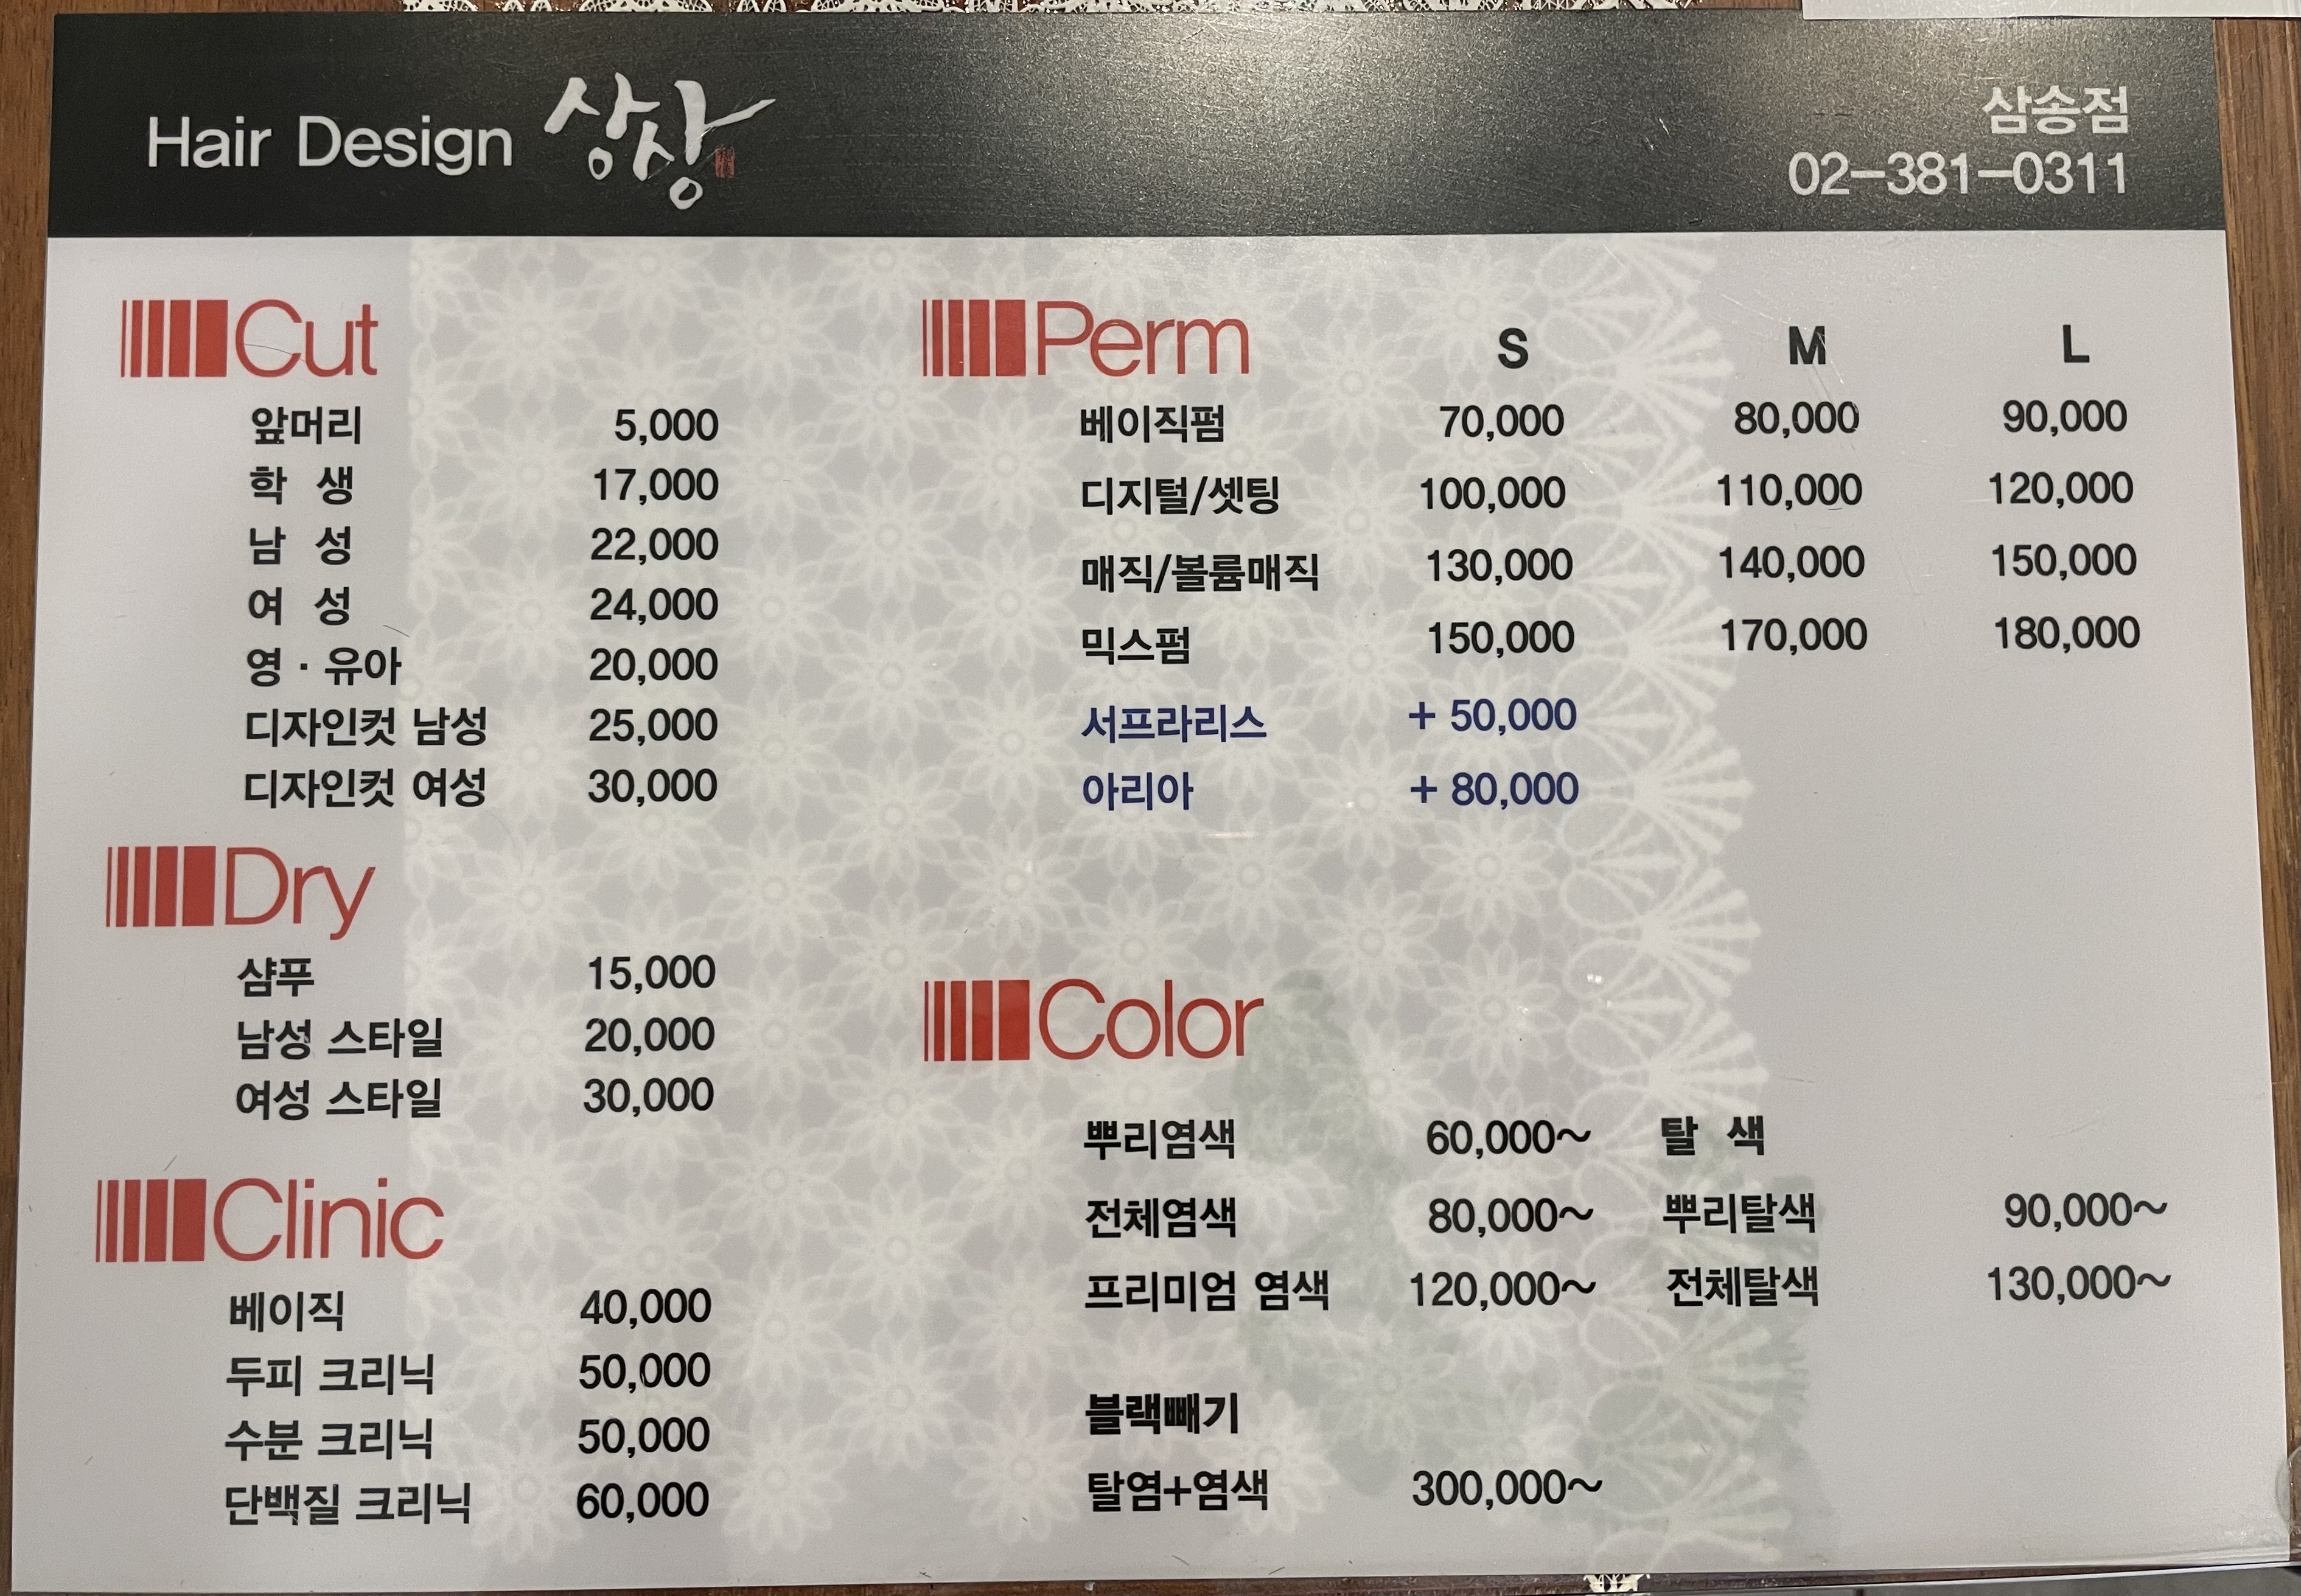 Hair Design 상상
삼송점
02-381-0311
Cut
앞머리 5,000
학 생 17,000
남 성 22,000
여 성 24,000
영 · 유아 20,000
디자인컷 남성 25,000
디자인컷 여성 30,000
Dry
샴푸 15,000
남성 스타일 20,000
여성 스타일 30,000
Clinic
베이직 40,000
두피 크리닉 50,000
수분 크리닉 50,000
단백질 크리닉 60,000
Perm S M L
베이직펌 70,000 80,000 90,000
디지털/셋팅 100,000 110,000 120,000
매직/볼륨매직 130,000 140,000 150,000
믹스펌 150,000 170,000 180,000
서프라리스 + 50,000
아리아 + 80,000
Color
뿌리염색 60,000~ 탈 색
전체염색 80,000~ 뿌리탈색 90,000~
프리미엄 염색 120,000~ 전체탈색 130,000~
블랙빼기
탈염+염색 300,000~